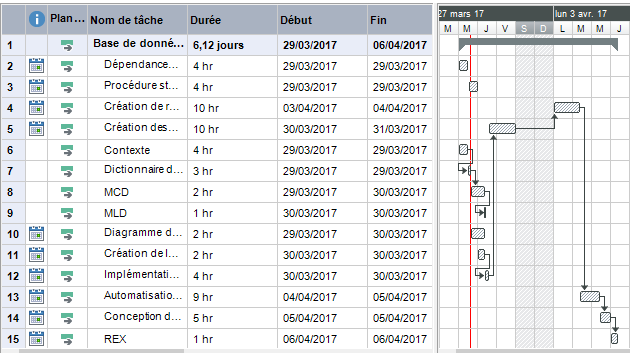 Plan... Nom de tâche Durée Début Fin 27 mars 17 lun 3 avr. 17
M M J V S D L M M J
1 Base de donné... 6,12 jours 29/03/2017 06/04/2017
2 Dépendance... 4 hr 29/03/2017 29/03/2017
3 Procédure st... 4 hr 29/03/2017 29/03/2017
4 Création de r... 10 hr 03/04/2017 04/04/2017
5 Création des... 10 hr 30/03/2017 31/03/2017
6 Contexte 4 hr 29/03/2017 29/03/2017
7 Dictionnaire d... 3 hr 29/03/2017 29/03/2017
8 MCD 2 hr 29/03/2017 30/03/2017
9 MLD 1 hr 30/03/2017 30/03/2017
10 Diagramme d... 2 hr 29/03/2017 30/03/2017
11 Création de l... 2 hr 30/03/2017 30/03/2017
12 Implémentati... 4 hr 30/03/2017 30/03/2017
13 Automatisatio... 9 hr 04/04/2017 05/04/2017
14 Conception d... 5 hr 05/04/2017 05/04/2017
15 REX 1 hr 06/04/2017 06/04/2017